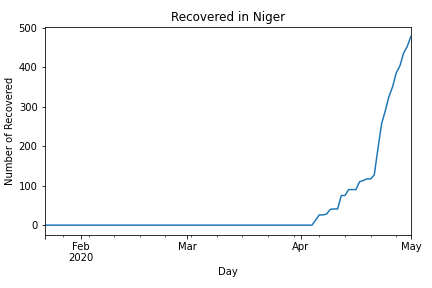 Recovered in Niger
Number of Recovered
500
400
300
200
100
0
Feb
2020
Mar
Apr
May
Day